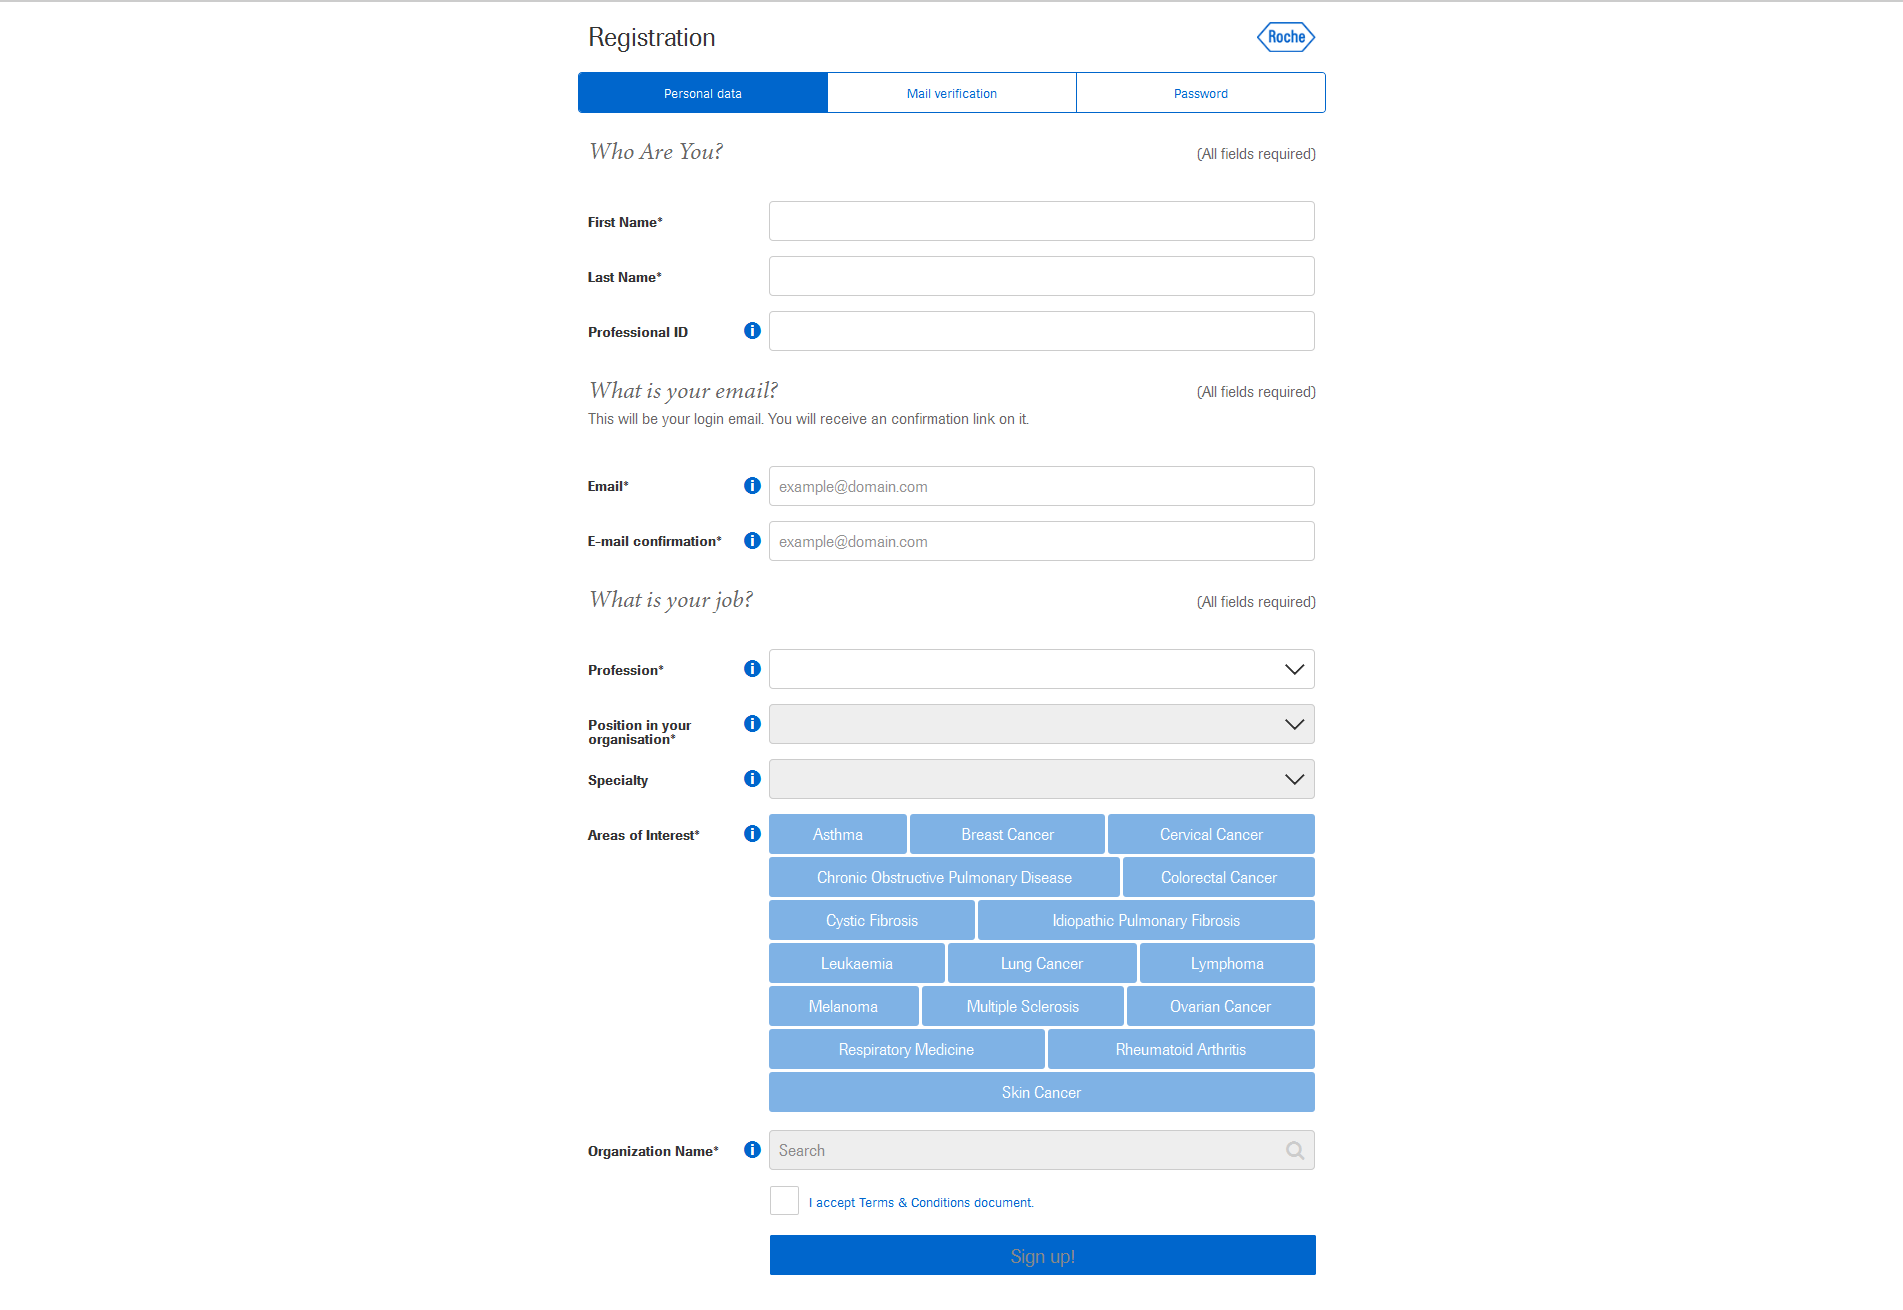 Registration
Roche
Personal data
Mail verification
Password
Who Are You?
(All fields required)
First Name*
Last Name*
Professional ID
What is your email?
(All fields required)
This will be your login email. You will receive an confirmation link on it.
Email*
example@domain.com
E-mail confirmation*
example@domain.com
What is your job?
(All fields required)
Profession*
Position in your
organisation*
Specialty
Areas of Interest*
Asthma
Breast Cancer
Cervical Cancer
Chronic Obstructive Pulmonary Disease
Colorectal Cancer
Cystic Fibrosis
Idiopathic Pulmonary Fibrosis
Leukaemia
Lung Cancer
Lymphoma
Melanoma
Multiple Sclerosis
Ovarian Cancer
Respiratory Medicine
Rheumatoid Arthritis
Skin Cancer
Organization Name*
Search
I accept Terms & Conditions document.
Sign up!